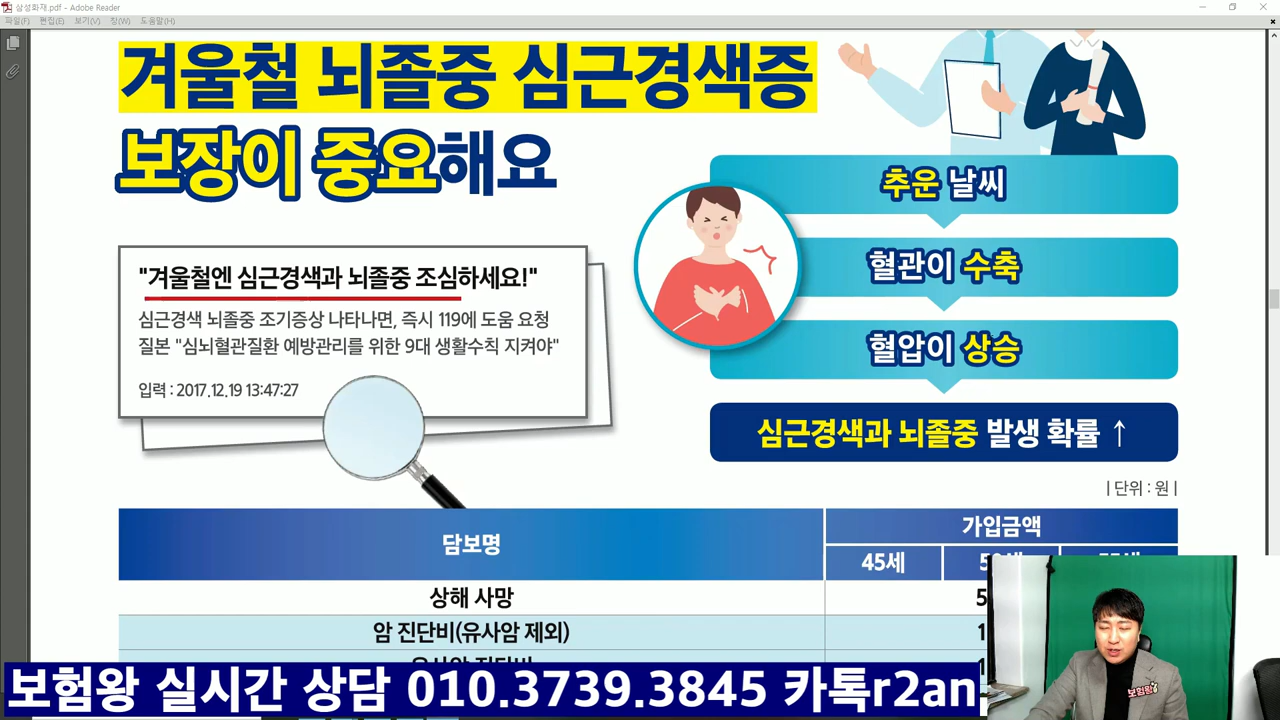 삼성화재.pdf - Adobe Reader
파일(F) 편집(E) 보기(V) 창(W) 도움말(H)
겨울철 뇌졸중 심근경색증
보장이 중요해요
추운 날씨
혈관이 수축
혈압이 상승
심근경색과 뇌졸중 발생 확률 ↑
"겨울철엔 심근경색과 뇌졸중 조심하세요!"
심근경색 뇌졸중 조기증상 나타나면, 즉시 119에 도움 요청
질본 "심뇌혈관질환 예방관리를 위한 9대 생활수칙 지켜야"
입력 : 2017.12.19 13:47:27
| 단위 : 원 |
담보명
가입금액
45세
상해 사망
암 진단비(유사암 제외)
유사암 진단비
보험왕 실시간 상담 010.3739.3845 카톡r2an
보험왕